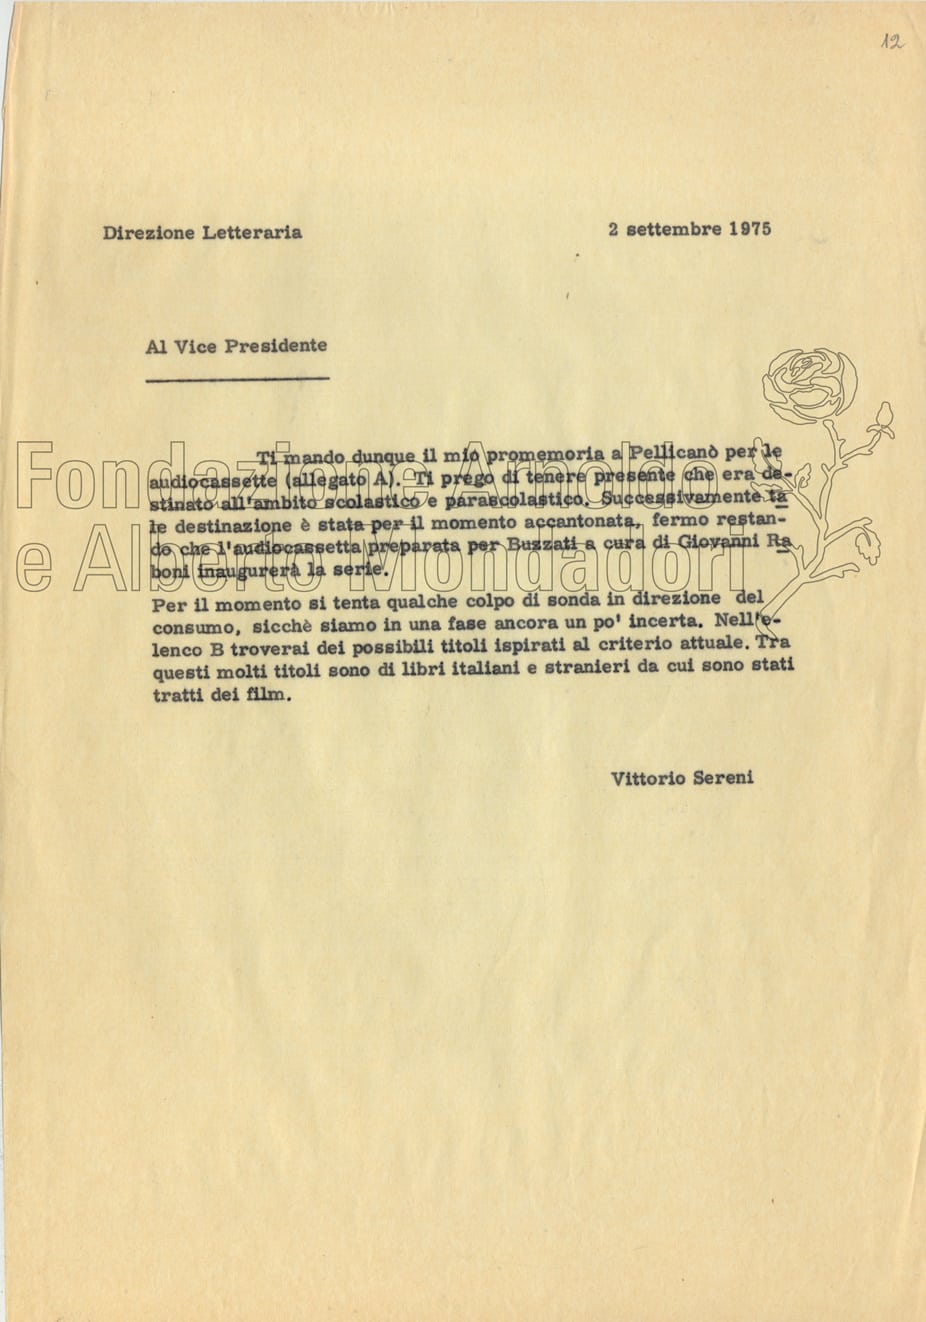 12
Direzione Letteraria 2 settembre 1975
Al Vice Presidente
Ti mando dunque il mio promemoria a Pellicanò per le
audiocassette (allegato A). Ti prego di tenere presente che era de-
stinato all'ambito scolastico e parascolastico. Successivamente ta
le destinazione è stata per il momento accantonata, fermo restan-
do che l'audiocassetta preparata per Buzzati a cura di Giovanni Ra
boni inaugurerà la serie.
Per il momento si tenta qualche colpo di sonda in direzione del
consumo, sicchè siamo in una fase ancora un po' incerta. Nell'e-
lenco B troverai dei possibili titoli ispirati al criterio attuale. Tra
questi molti titoli sono di libri italiani e stranieri da cui sono stati
tratti dei film.
Vittorio Sereni
Fondazione Arnoldo
e Alberto Mondadori